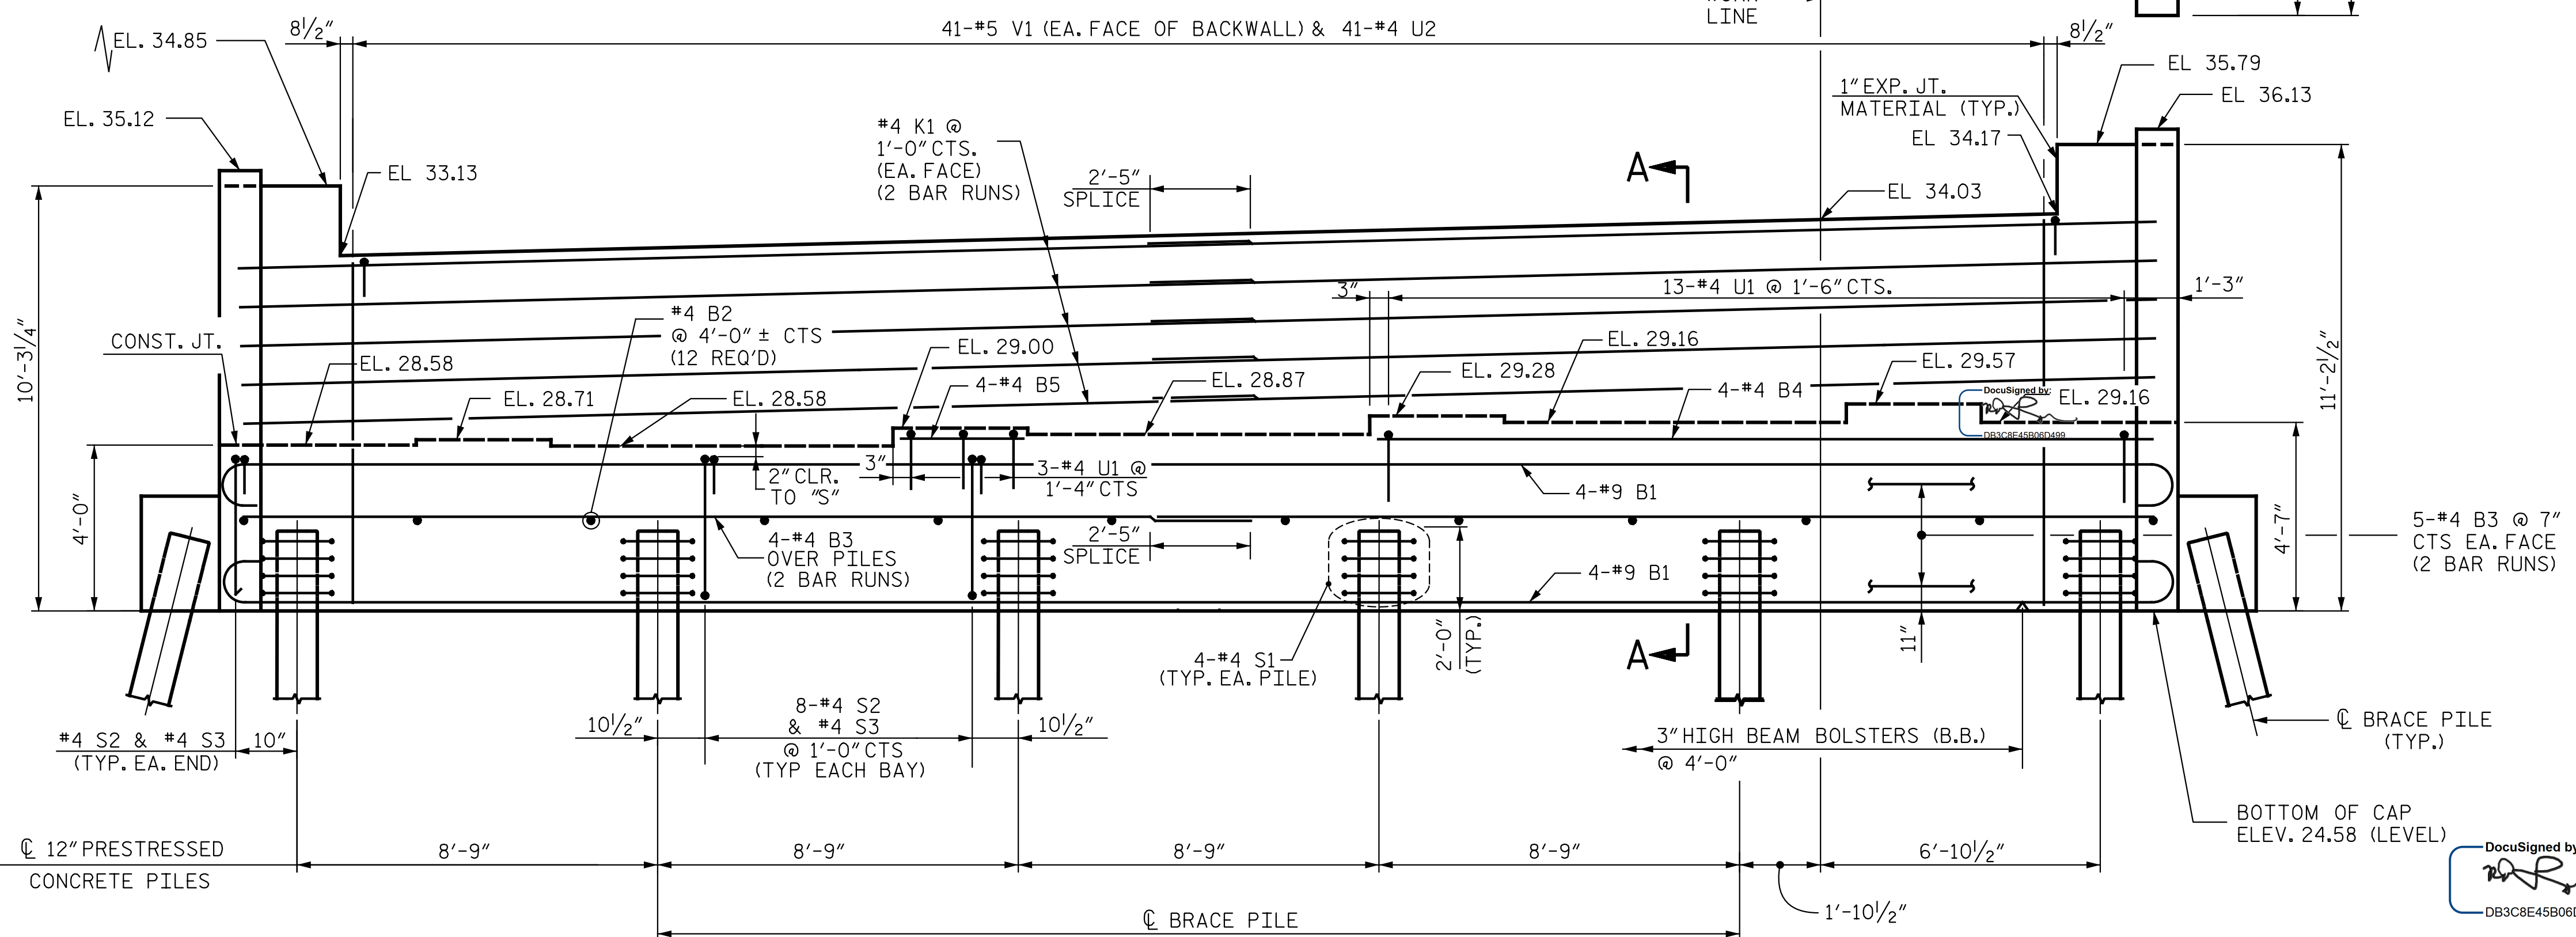 LINE
41-#5 V1 (EA. FACE OF BACKWALL) & 41-#4 U2
8½"
8½"
EL. 34.85
EL. 35.12
EL 33.13
#4 K1 @
1'-0" CTS.
(EA. FACE)
(2 BAR RUNS)
2'-5"
SPLICE
A
1" EXP. JT.
MATERIAL (TYP.)
EL 34.17
EL 34.03
EL 35.79
EL 36.13
3"
13-#4 U1 @ 1'-6" CTS.
1'-3"
10'-3¼"
CONST. JT.
EL. 28.58
#4 B2
@ 4'-0" ± CTS
(12 REQ'D)
EL. 28.71
EL. 28.58
EL. 29.00
4-#4 B5
EL. 28.87
EL. 29.28
EL. 29.16
4-#4 B4
EL. 29.57
DocuSigned by:
EL. 29.16
DB3C8E45B06D499
11'-2½"
4'-0"
2" CLR.
TO "S"
3"
3-#4 U1 @
1'-4" CTS
4-#9 B1
4-#4 B3
OVER PILES
(2 BAR RUNS)
2'-5"
SPLICE
4-#9 B1
4'-7"
5-#4 B3 @ 7"
CTS EA. FACE
(2 BAR RUNS)
4-#4 S1
(TYP. EA. PILE)
2'-0"
(TYP.)
A
11"
#4 S2 & #4 S3
(TYP. EA. END)
10"
10½"
8-#4 S2
& #4 S3
@ 1'-0" CTS
(TYP EACH BAY)
10½"
3" HIGH BEAM BOLSTERS (B.B.)
@ 4'-0"
℄ BRACE PILE
(TYP.)
BOTTOM OF CAP
ELEV. 24.58 (LEVEL)
℄ 12" PRESTRESSED
CONCRETE PILES
8'-9"
8'-9"
8'-9"
8'-9"
6'-10½"
1'-10½"
℄ BRACE PILE
DocuSigned by
DB3C8E45B06D